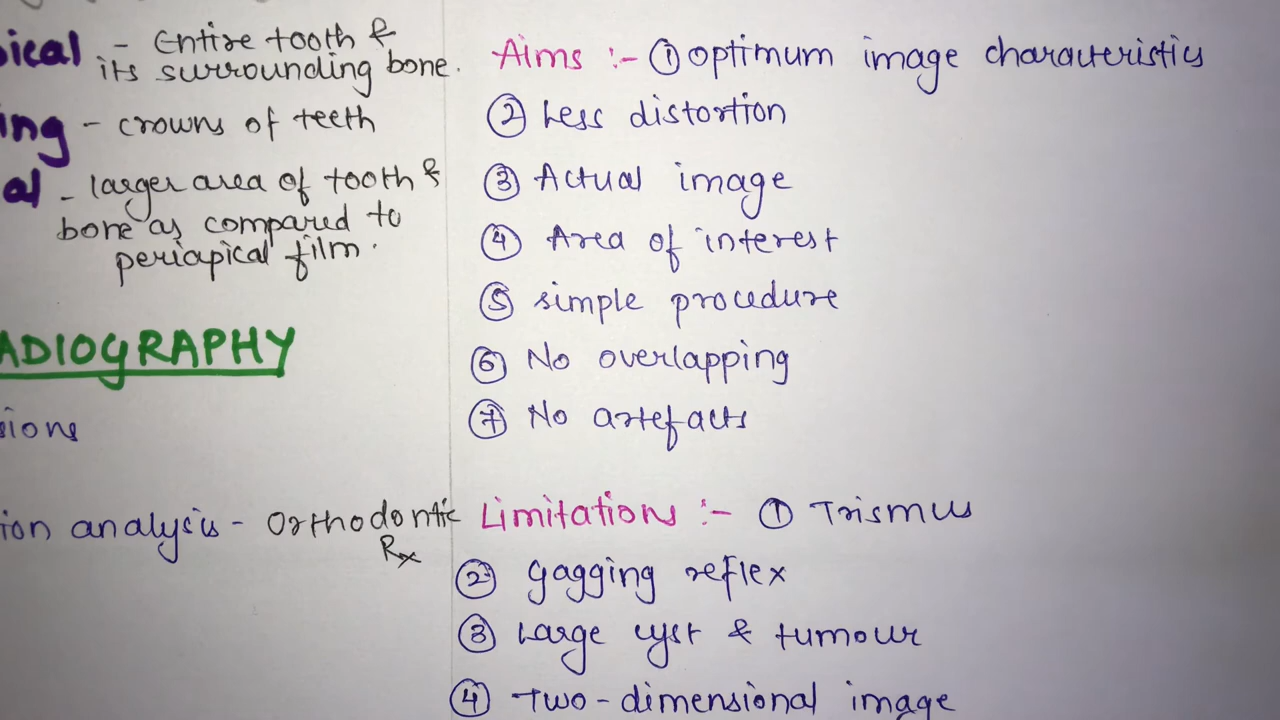 ical - Entire tooth &
its surrounding bone.
ing - crowns of teeth
al - larger area of tooth &
bone as compared to
periapical film.
ADIOGRAPHY
sions
ion analysis - Orthodontic
Rx
Aims :- ① optimum image characteristics
② Less distortion
③ Actual image
④ Area of interest
⑤ simple procedure
⑥ No overlapping
⑦ No artefacts
Limitations :- ① Trismus
② Gagging reflex
③ Large cyst & tumour
④ Two-dimensional image